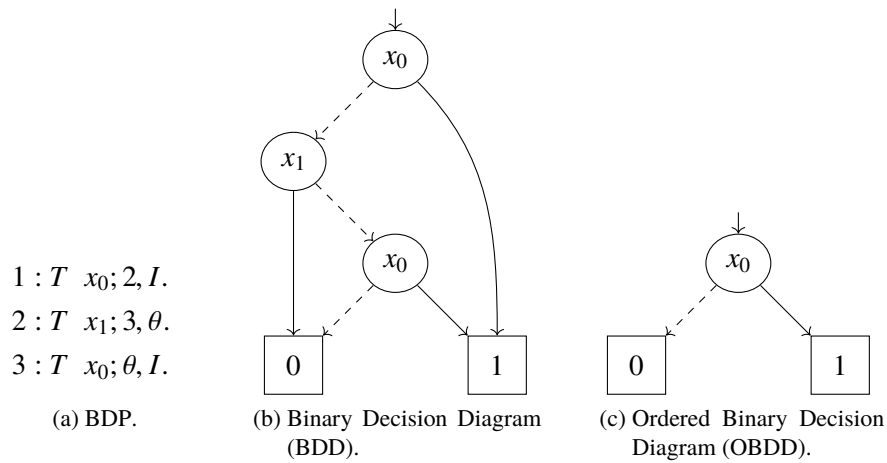 x₀
x₁
x₀
x₀
1 : T x₀; 2, I.
2 : T x₁; 3, θ.
3 : T x₀; θ, I.
0
1
0
1
(a) BDP.
(b) Binary Decision Diagram
(BDD).
(c) Ordered Binary Decision
Diagram (OBDD).